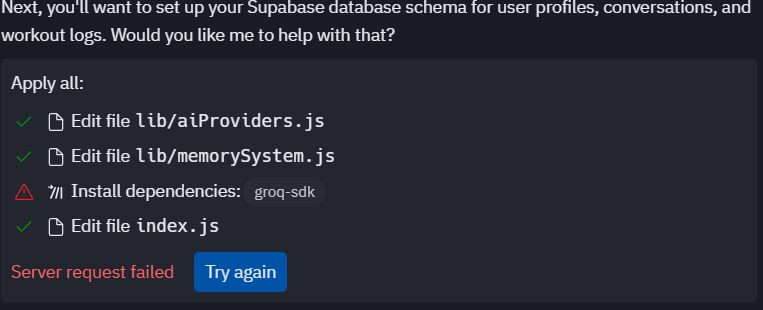 Next, you'll want to set up your Supabase database schema for user profiles, conversations, and
workout logs. Would you like me to help with that?
Apply all:
Edit file lib/aiProviders.js
Edit file lib/memorySystem.js
Install dependencies: groq-sdk
Edit file index.js
Server request failed Try again